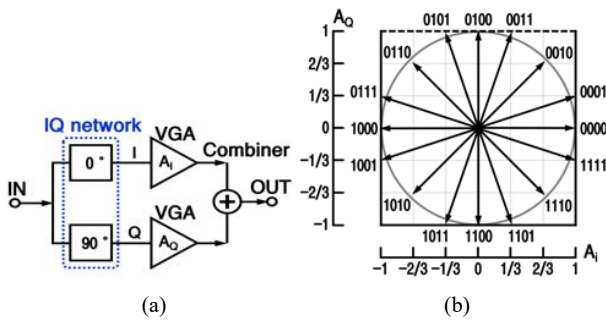 IQ network
VGA
Combiner
IN
0°
I
A_I
OUT
90°
Q
VGA
A_Q
(a)
A_Q
0101 0100 0011
1
0110 0010
2/3
0111 1/3 0001
0
1000 0000
-1/3
1001 1111
-2/3
1010 1110
-1
1011 1100 1101
A_i
-1 -2/3 -1/3 0 1/3 2/3 1
(b)